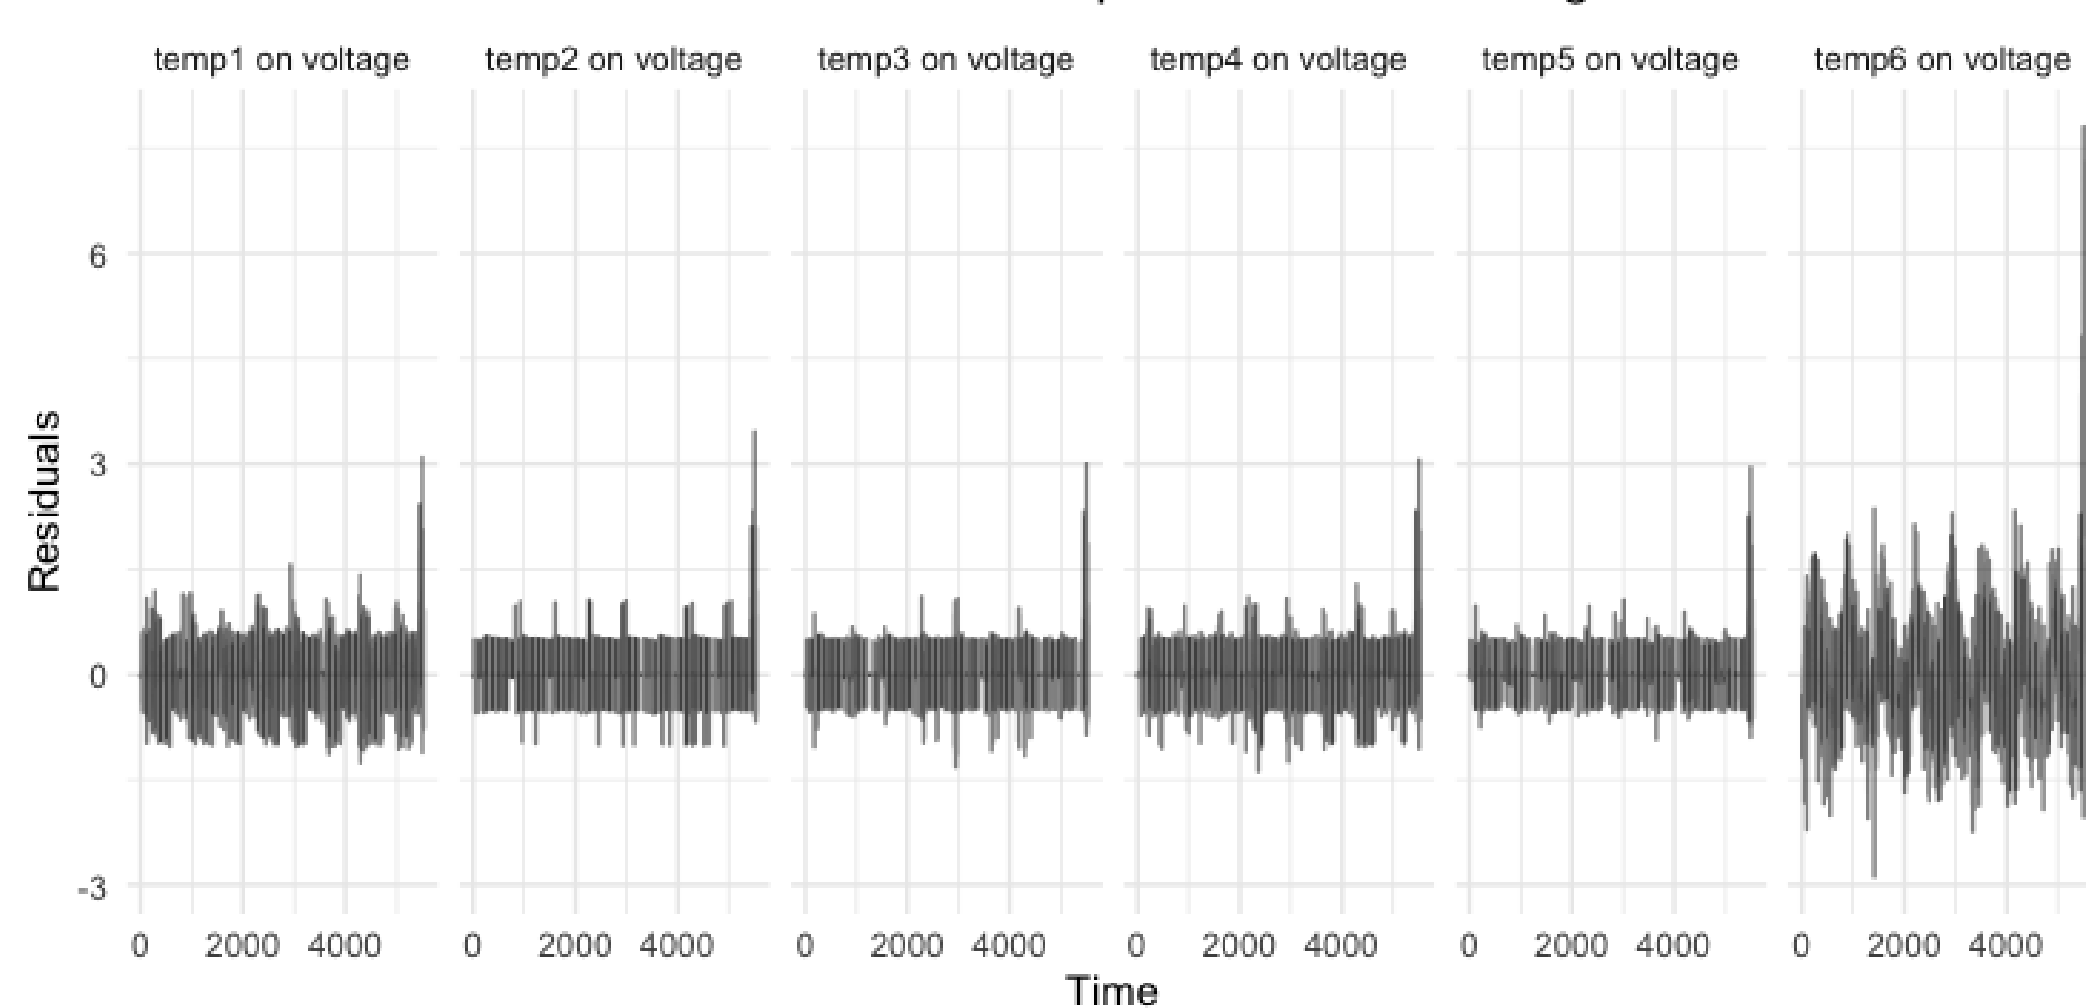 temp1 on voltage temp2 on voltage temp3 on voltage temp4 on voltage temp5 on voltage temp6 on voltage
6
3
0
-3
Residuals
0 2000 4000 0 2000 4000 0 2000 4000 0 2000 4000 0 2000 4000 0 2000 4000
Time